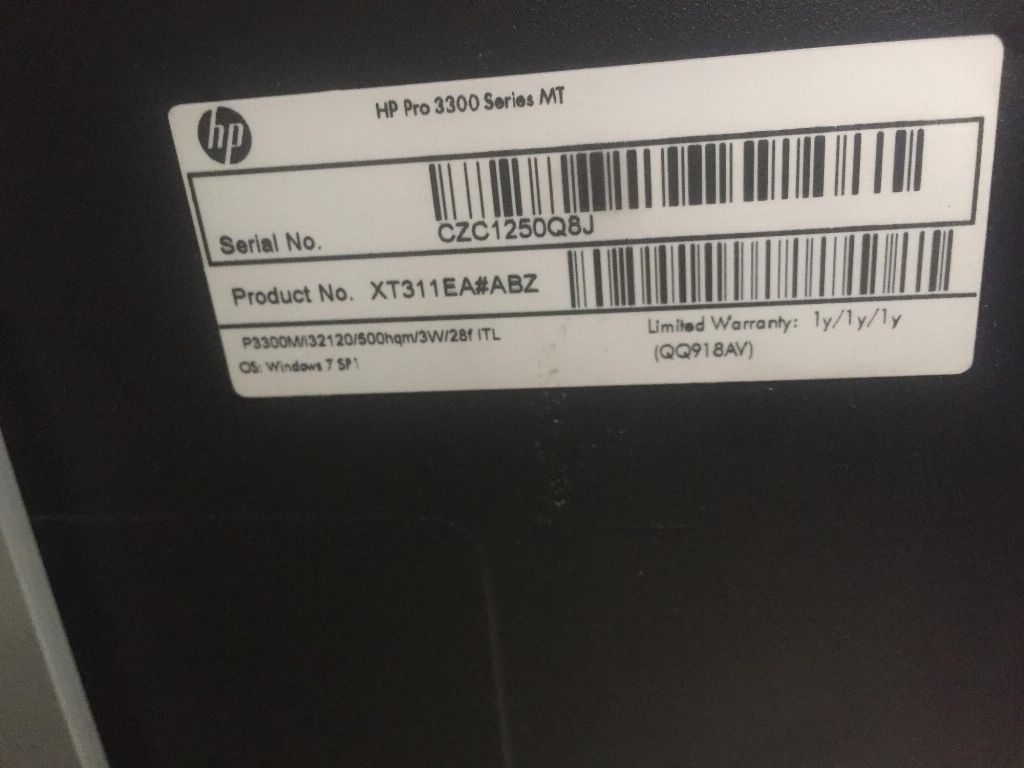 hp
HP Pro 3300 Series MT
Serial No.
CZC1250Q8J
Product No. XT311EA#ABZ
P3300M/i32120/500hqm/3W/28f ITL
OS: Windows 7 SP1
Limited Warranty: 1y/1y/1y
(QQ918AV)